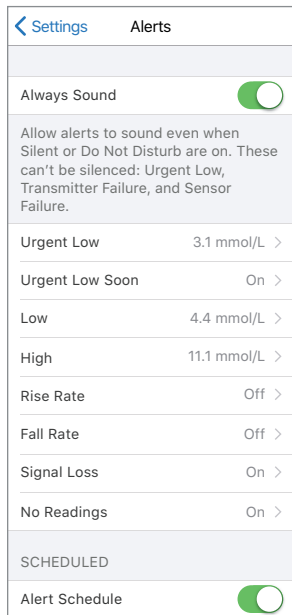 Settings Alerts
Always Sound
Allow alerts to sound even when
Silent or Do Not Disturb are on. These
can't be silenced: Urgent Low,
Transmitter Failure, and Sensor
Failure.
Urgent Low 3.1 mmol/L
Urgent Low Soon On
Low 4.4 mmol/L
High 11.1 mmol/L
Rise Rate Off
Fall Rate Off
Signal Loss On
No Readings On
SCHEDULED
Alert Schedule